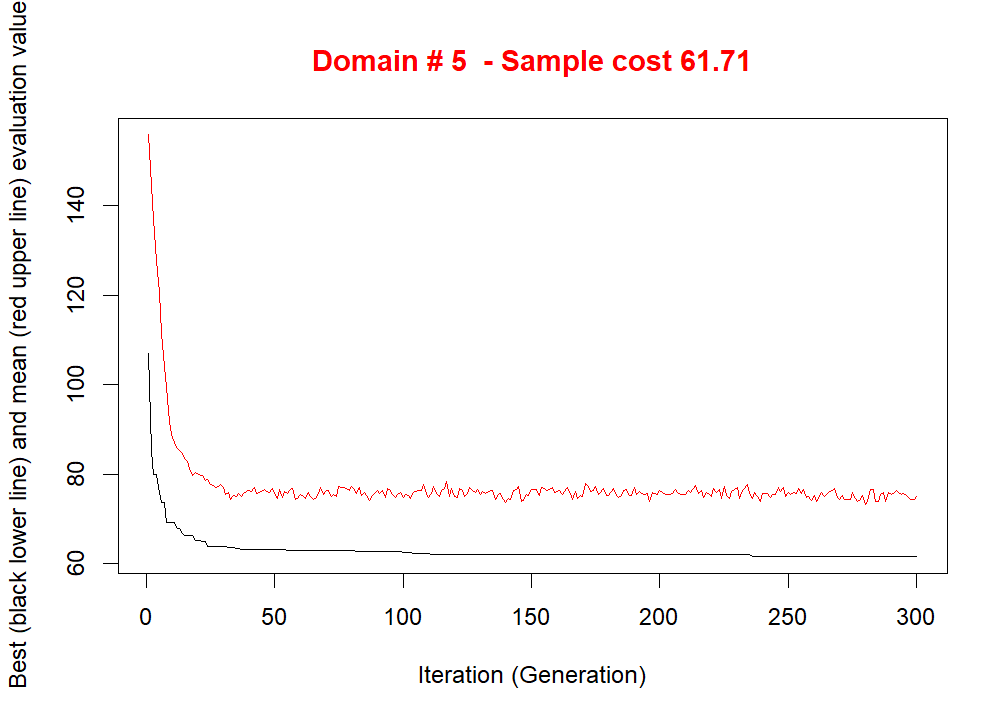 Domain # 5  - Sample cost 61.71
Best (black lower line) and mean (red upper line) evaluation value
140
120
100
80
60
0 50 100 150 200 250 300
Iteration (Generation)